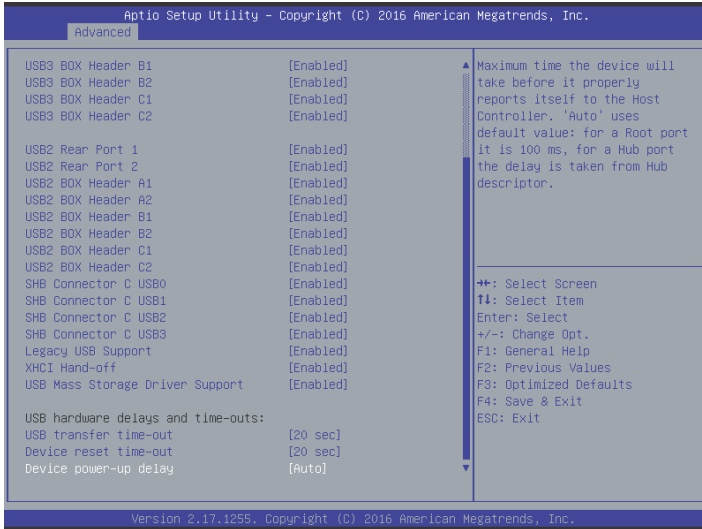 Aptio Setup Utility – Copyright (C) 2016 American Megatrends, Inc.
Advanced
USB3 BOX Header B1 [Enabled]
USB3 BOX Header B2 [Enabled]
USB3 BOX Header C1 [Enabled]
USB3 BOX Header C2 [Enabled]
USB2 Rear Port 1 [Enabled]
USB2 Rear Port 2 [Enabled]
USB2 BOX Header A1 [Enabled]
USB2 BOX Header A2 [Enabled]
USB2 BOX Header B1 [Enabled]
USB2 BOX Header B2 [Enabled]
USB2 BOX Header C1 [Enabled]
USB2 BOX Header C2 [Enabled]
SHB Connector C USB0 [Enabled]
SHB Connector C USB1 [Enabled]
SHB Connector C USB2 [Enabled]
SHB Connector C USB3 [Enabled]
Legacy USB Support [Enabled]
XHCI Hand-off [Enabled]
USB Mass Storage Driver Support [Enabled]
USB hardware delays and time-outs:
USB transfer time-out [20 sec]
Device reset time-out [20 sec]
Device power-up delay [Auto]
Maximum time the device will
take before it properly
reports itself to the Host
Controller. 'Auto' uses
default value: for a Root port
it is 100 ms, for a Hub port
the delay is taken from Hub
descriptor.
→←: Select Screen
↑↓: Select Item
Enter: Select
+/-: Change Opt.
F1: General Help
F2: Previous Values
F3: Optimized Defaults
F4: Save & Exit
ESC: Exit
Version 2.17.1255. Copyright (C) 2016 American Megatrends, Inc.